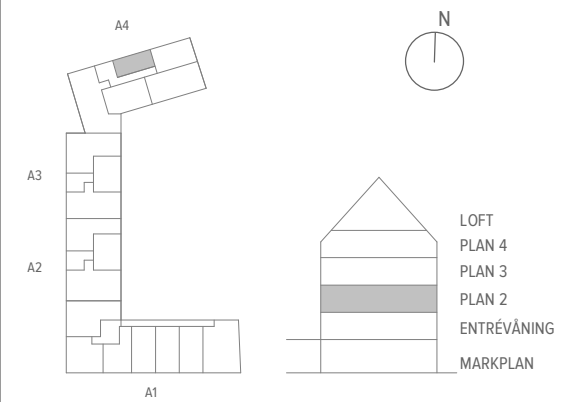 A4
N
A3
A2
A1
LOFT
PLAN 4
PLAN 3
PLAN 2
ENTRÉVÅNING
MARKPLAN